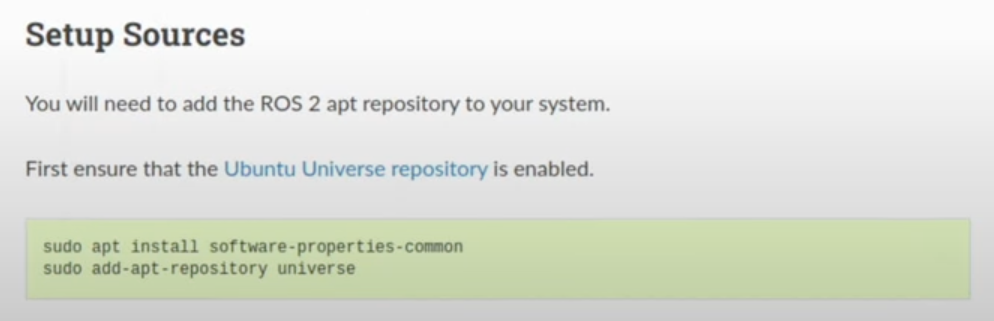 Setup Sources
You will need to add the ROS 2 apt repository to your system.
First ensure that the Ubuntu Universe repository is enabled.
sudo apt install software-properties-common
sudo add-apt-repository universe